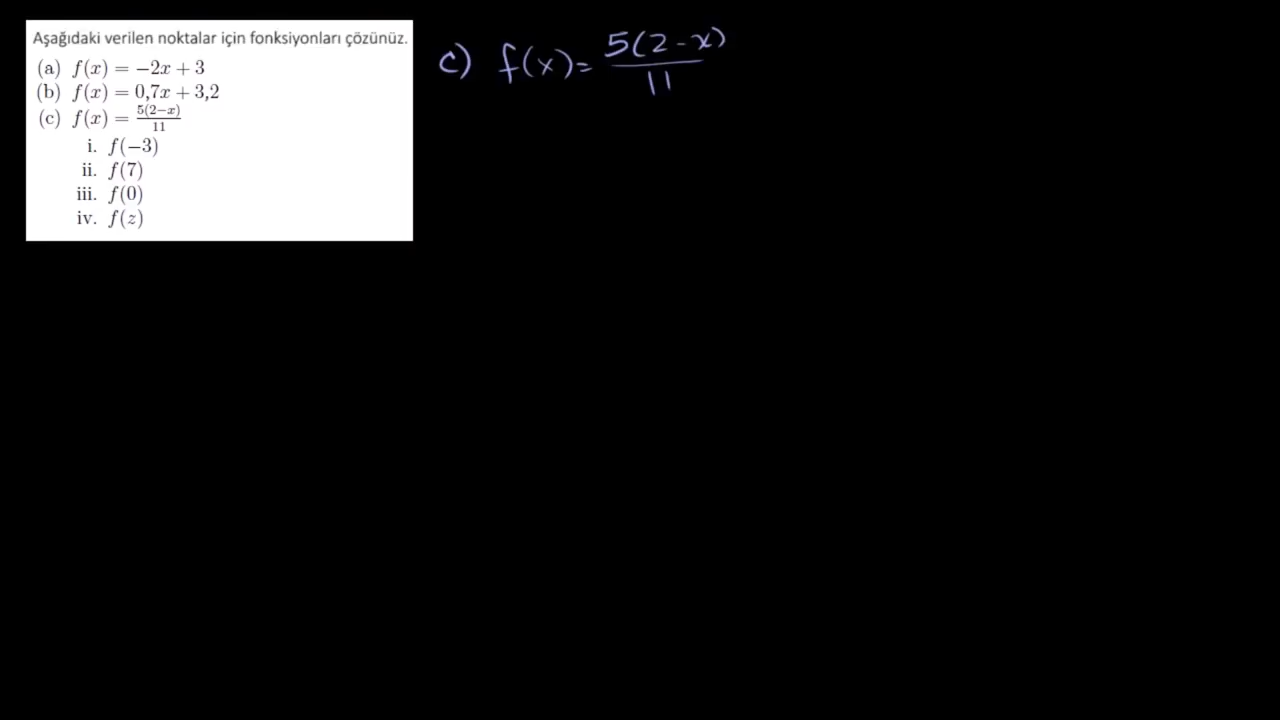 Aşağıdaki verilen noktalar için fonksiyonları çözünüz.
(a) f(x) = −2x + 3
(b) f(x) = 0,7x + 3,2
(c) f(x) = 5(2−x)/11
i. f(−3)
ii. f(7)
iii. f(0)
iv. f(z)
c) f(x) = 5(2-x)/11